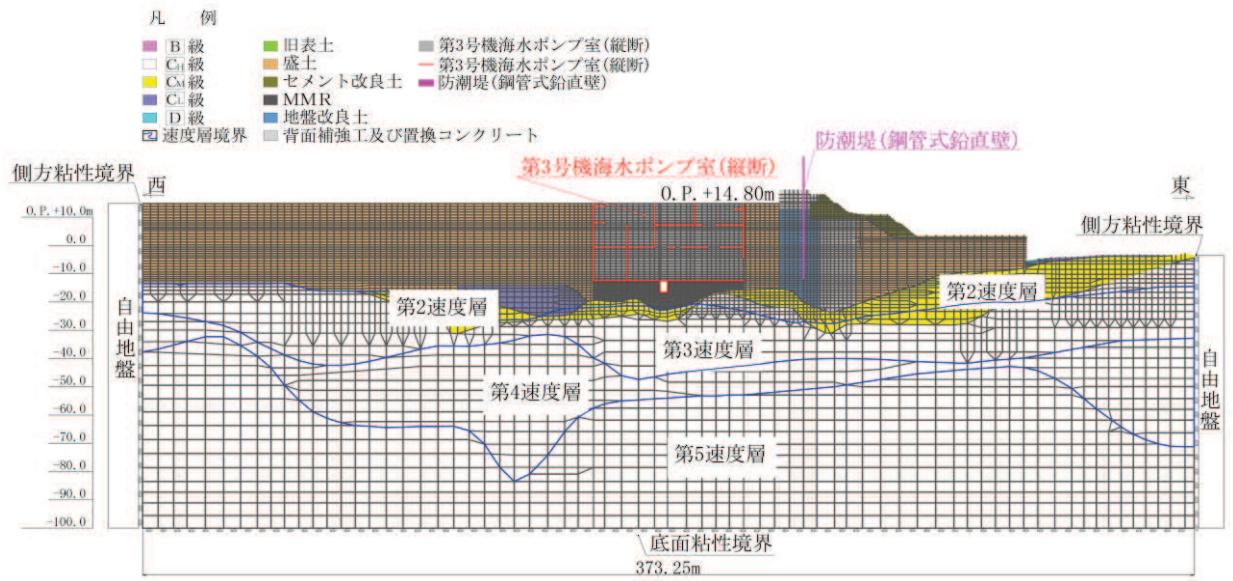 凡 例
B 級
CH 級
CM 級
CL 級
D 級
速度層境界
旧表土
盛土
セメント改良土
MMR
地盤改良土
背面補強工及び置換コンクリート
第3号機海水ポンプ室(縦断)
第3号機海水ポンプ室(縦断)
防潮堤(鋼管式鉛直壁)
防潮堤(鋼管式鉛直壁)
第3号機海水ポンプ室(縦断)
側方粘性境界
西
O.P.+14.80m
東
側方粘性境界
O.P.+10.0m
0.0
-10.0
-20.0
-30.0
-40.0
-50.0
-60.0
-70.0
-80.0
-90.0
-100.0
自由地盤
第2速度層
第2速度層
第3速度層
第4速度層
第5速度層
自由地盤
底面粘性境界
373.25m